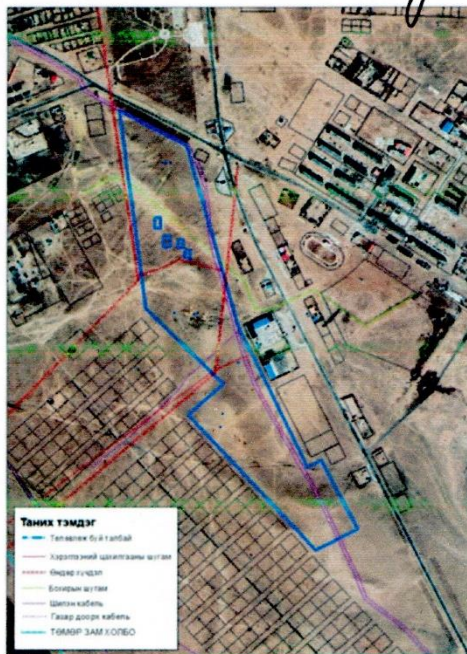 Таних тэмдэг
Төлөвлөж буй талбай
Хэрэглээний цахилгааны шугам
Өндөр хүчдэл
Бохирын шугам
Шилэн кабель
Газар доорх кабель
ТӨМӨР ЗАМ ХОЛБО